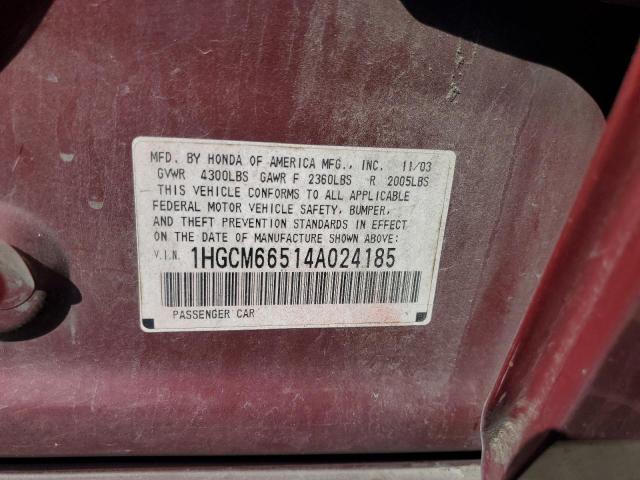 MFD. BY HONDA OF AMERICA MFG., INC. 11/03
GVWR 4300LBS GAWR F 2360LBS R 2005LBS
THIS VEHICLE CONFORMS TO ALL APPLICABLE
FEDERAL MOTOR VEHICLE SAFETY, BUMPER,
AND THEFT PREVENTION STANDARDS IN EFFECT
ON THE DATE OF MANUFACTURE SHOWN ABOVE:
V.I.N. 1HGCM66514A024185
PASSENGER CAR